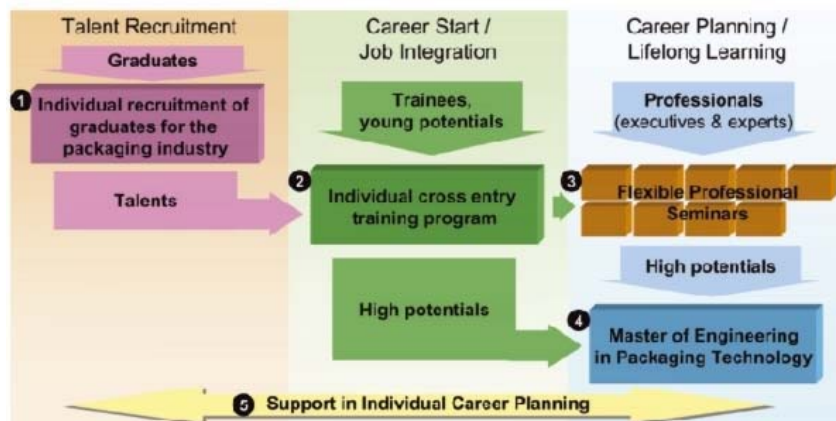 Talent Recruitment
Career Start /
Job Integration
Career Planning /
Lifelong Learning
Graduates
1
Individual recruitment of
graduates for the
packaging industry
Talents
Trainees,
young potentials
2
Individual cross entry
training program
High potentials
Professionals
(executives & experts)
3
Flexible Professional
Seminars
High potentials
4
Master of Engineering
in Packaging Technology
5 Support in Individual Career Planning